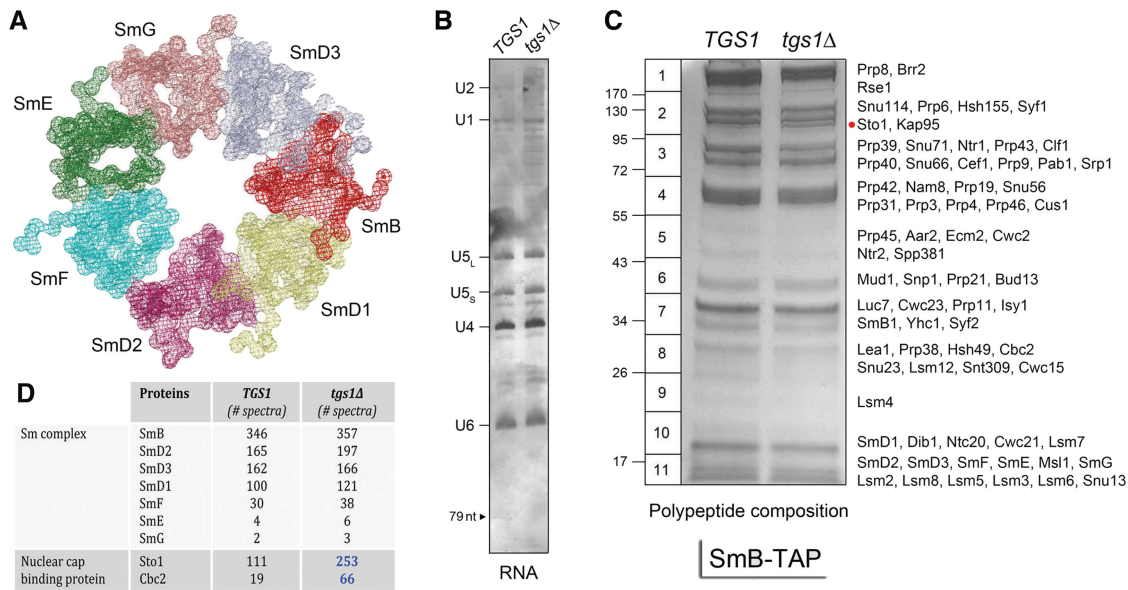 A
SmG
SmD3
SmE
SmB
SmF
SmD1
SmD2
B
TGS1
tgs1Δ
U2
U1
U5L
U5S
U4
U6
79 nt
RNA
C
TGS1 tgs1Δ
170
130
95
72
55
43
34
26
17
1
2
3
4
5
6
7
8
9
10
11
Prp8, Brr2
Rse1
Snu114, Prp6, Hsh155, Syf1
Sto1, Kap95
Prp39, Snu71, Ntr1, Prp43, Clf1
Prp40, Snu66, Cef1, Prp9, Pab1, Srp1
Prp42, Nam8, Prp19, Snu56
Prp31, Prp3, Prp4, Prp46, Cus1
Prp45, Aar2, Ecm2, Cwc2
Ntr2, Spp381
Mud1, Snp1, Prp21, Bud13
Luc7, Cwc23, Prp11, Isy1
SmB1, Yhc1, Syf2
Lea1, Prp38, Hsh49, Cbc2
Snu23, Lsm12, Snt309, Cwc15
Lsm4
SmD1, Dib1, Ntc20, Cwc21, Lsm7
SmD2, SmD3, SmF, SmE, Msl1, SmG
Lsm2, Lsm8, Lsm5, Lsm3, Lsm6, Snu13
Polypeptide composition
SmB-TAP
D
Proteins TGS1 tgs1Δ
(# spectra) (# spectra)
Sm complex SmB 346 357
SmD2 165 197
SmD3 162 166
SmD1 100 121
SmF 30 38
SmE 4 6
SmG 2 3
Nuclear cap Sto1 111 253
binding protein Cbc2 19 66